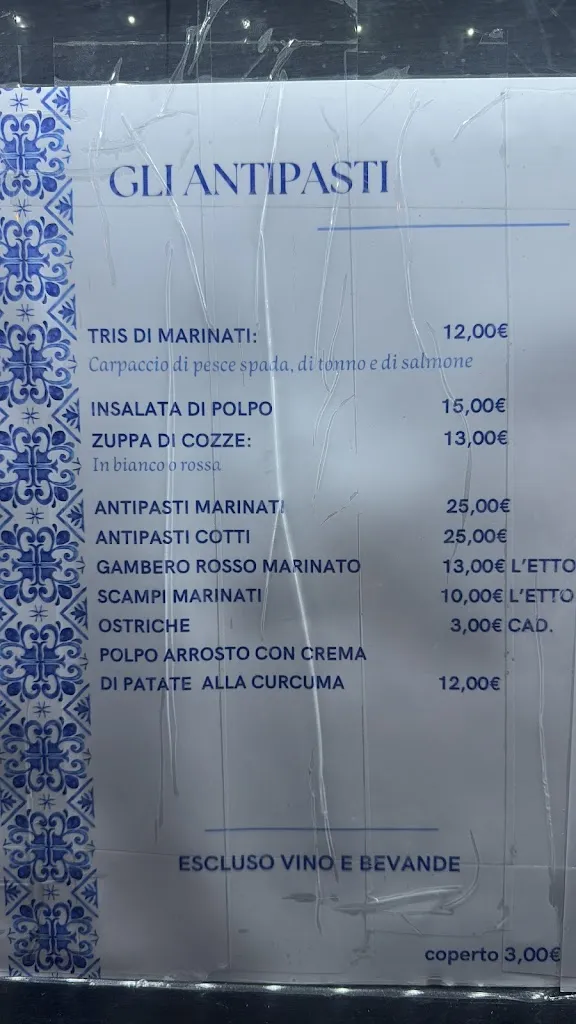 GLI ANTIPASTI
TRIS DI MARINATI: 12,00€
Carpaccio di pesce spada, di tonno e di salmone
INSALATA DI POLPO 15,00€
ZUPPA DI COZZE: 13,00€
In bianco o rossa
ANTIPASTI MARINATI 25,00€
ANTIPASTI COTTI 25,00€
GAMBERO ROSSO MARINATO 13,00€ L'ETTO
SCAMPI MARINATI 10,00€ L'ETTO
OSTRICHE 3,00€ CAD.
POLPO ARROSTO CON CREMA
DI PATATE ALLA CURCUMA 12,00€
ESCLUSO VINO E BEVANDE
coperto 3,00€